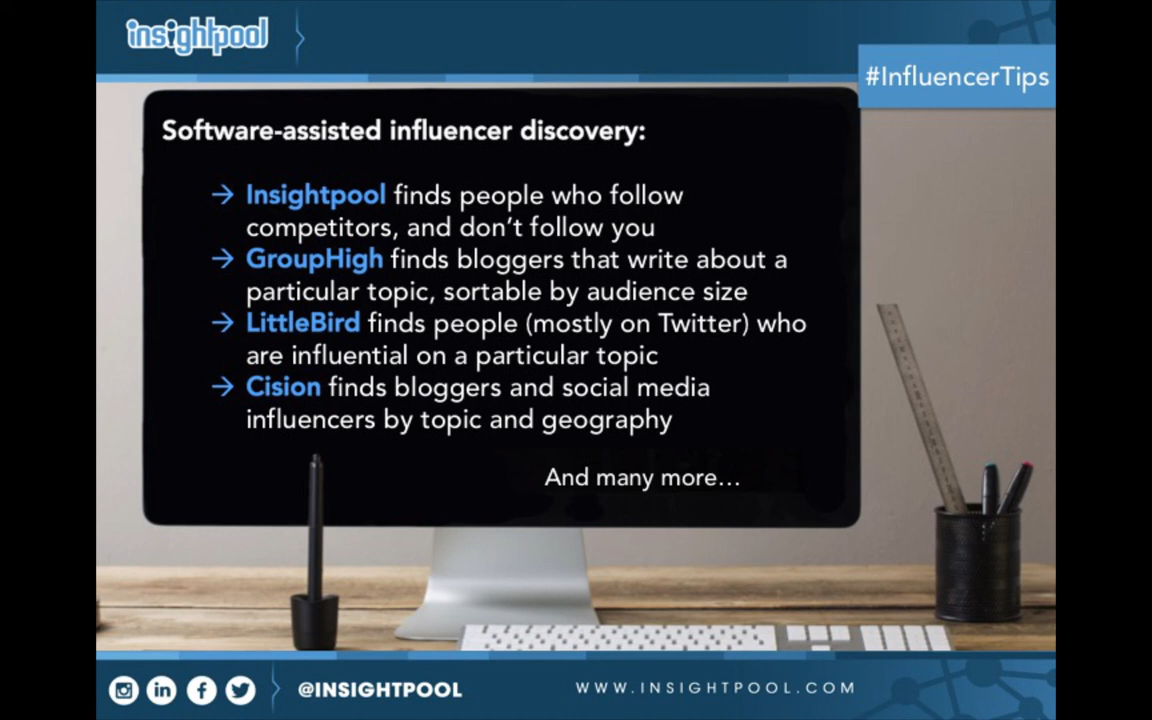 insightpool
#InfluencerTips
Software-assisted influencer discovery:
→ Insightpool finds people who follow
competitors, and don’t follow you
→ GroupHigh finds bloggers that write about a
particular topic, sortable by audience size
→ LittleBird finds people (mostly on Twitter) who
are influential on a particular topic
→ Cision finds bloggers and social media
influencers by topic and geography
And many more...
@INSIGHTPOOL
WWW.INSIGHTPOOL.COM